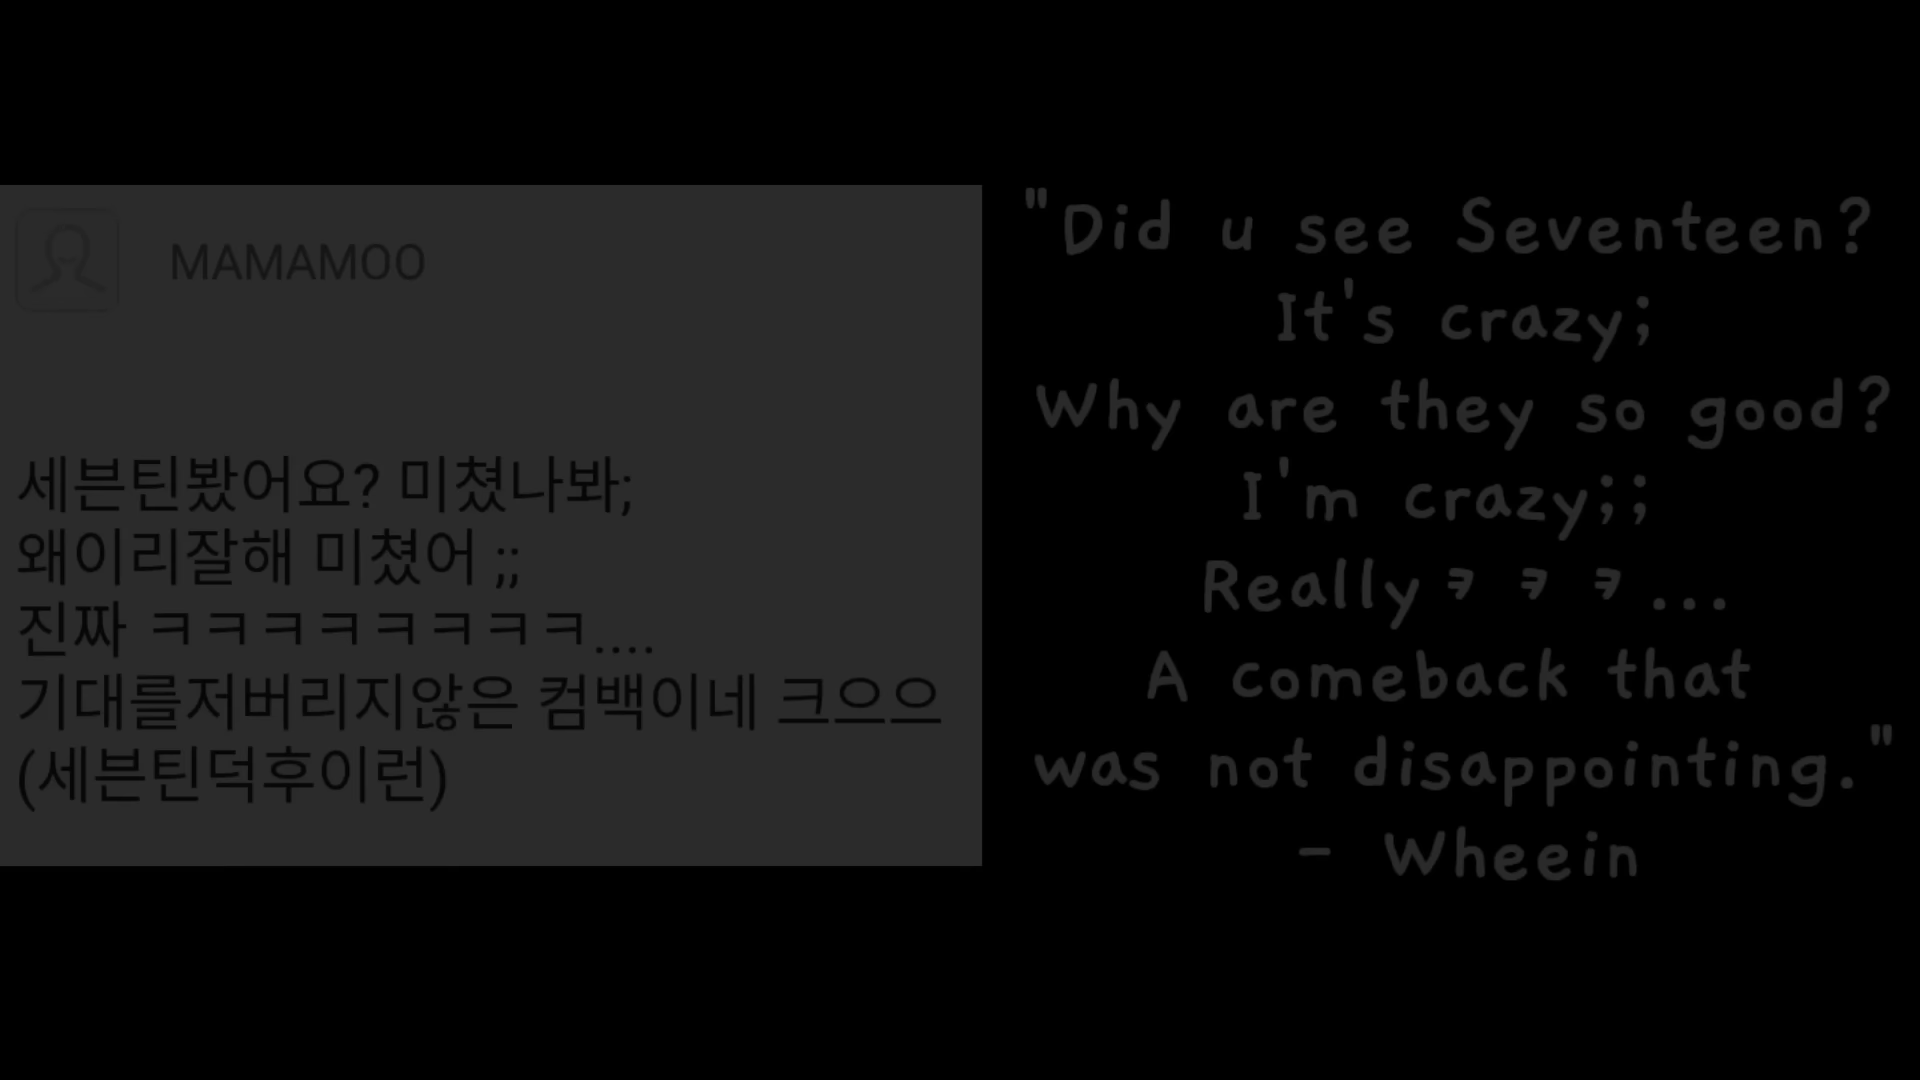 MAMAMOO
세븐틴봤어요? 미쳤나봐;
왜이리잘해 미쳤어 ;;
진짜 ㅋㅋㅋㅋㅋㅋㅋㅋ....
기대를저버리지않은 컴백이네 크으으
(세븐틴덕후이런)
"Did u see Seventeen?
It's crazy;
Why are they so good?
I'm crazy;;
Really ㅋ ㅋ ㅋ ...
A comeback that
was not disappointing."
- Wheein